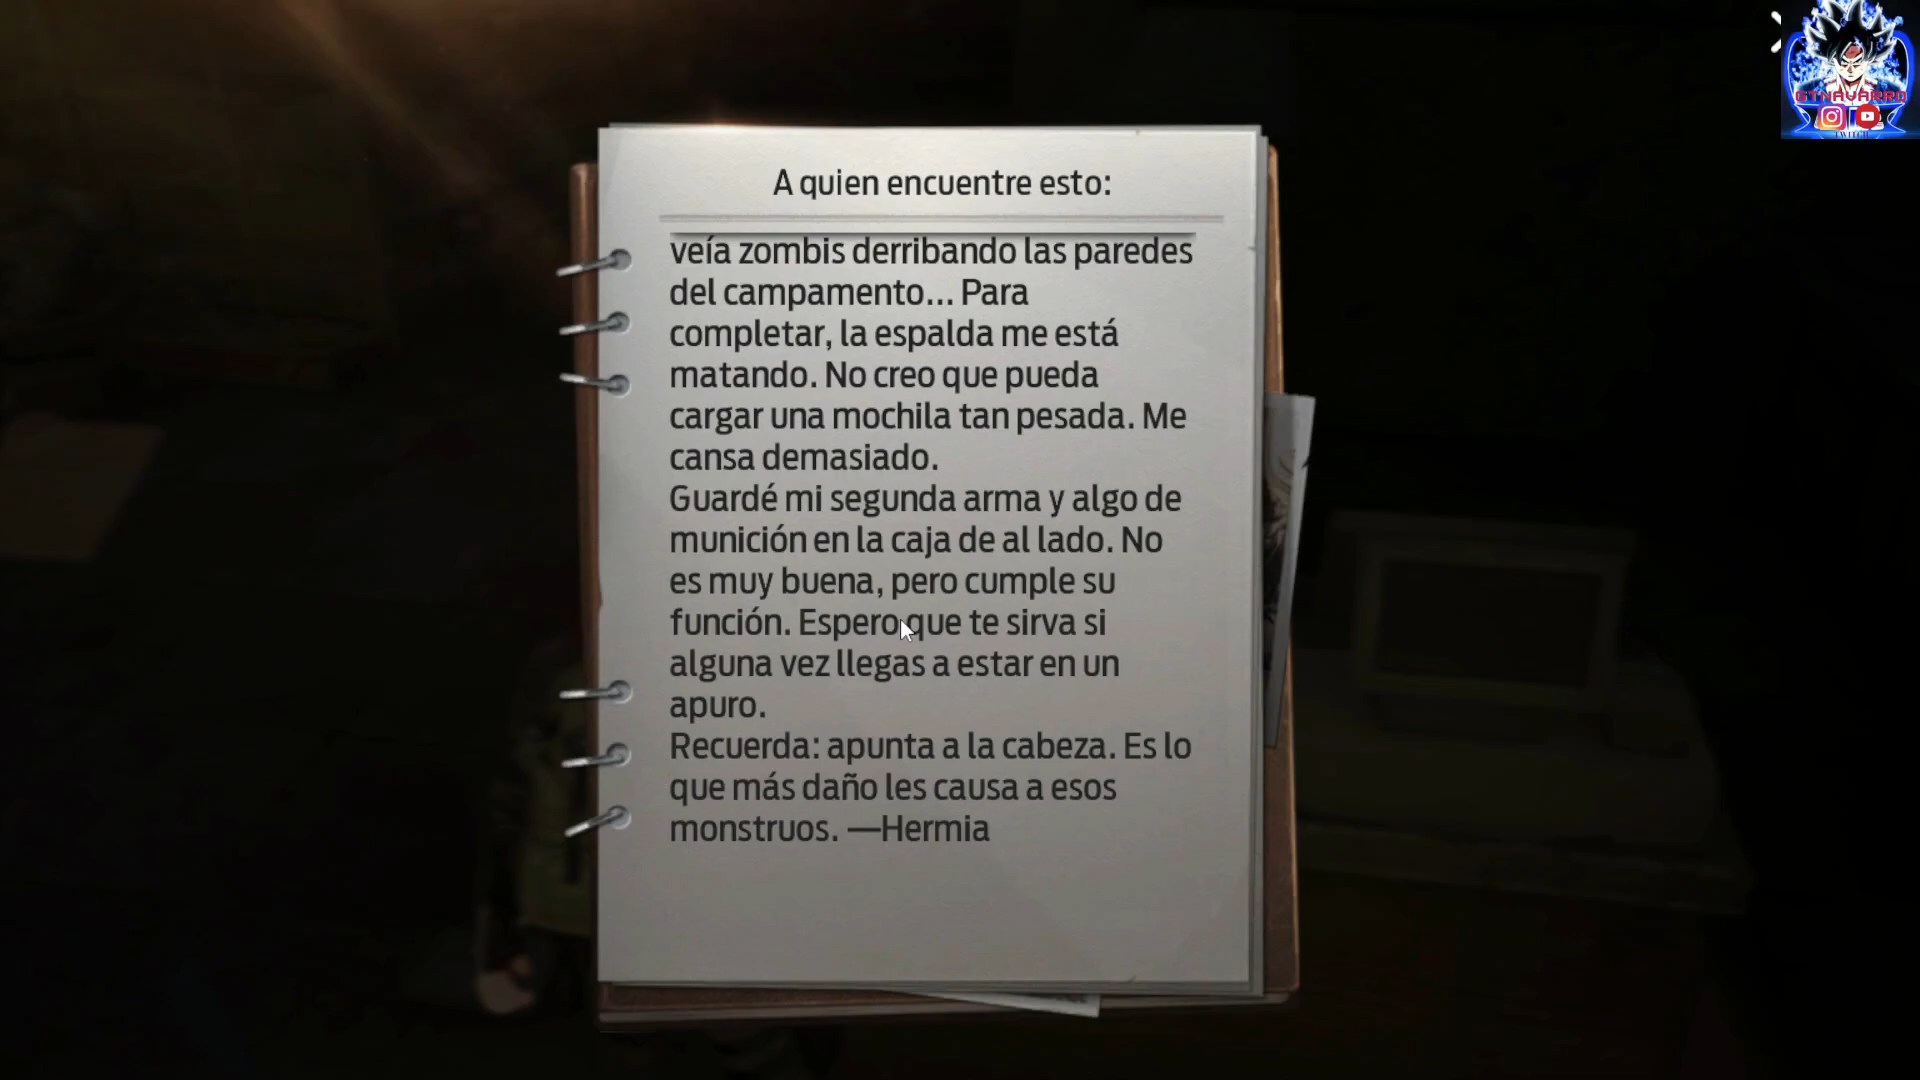 GTNAVARRO
A quien encuentre esto:
veía zombis derribando las paredes
del campamento... Para
completar, la espalda me está
matando. No creo que pueda
cargar una mochila tan pesada. Me
cansa demasiado.
Guardé mi segunda arma y algo de
munición en la caja de al lado. No
es muy buena, pero cumple su
función. Espero que te sirva si
alguna vez llegas a estar en un
apuro.
Recuerda: apunta a la cabeza. Es lo
que más daño les causa a esos
monstruos. —Hermia